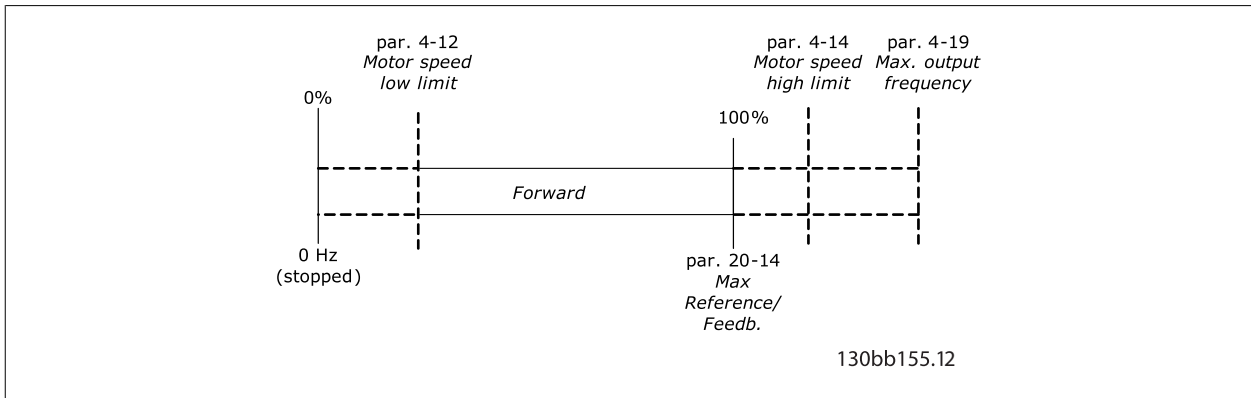 par. 4-12
Motor speed
low limit
par. 4-14
Motor speed
high limit
par. 4-19
Max. output
frequency
0%
100%
Forward
0 Hz
(stopped)
par. 20-14
Max
Reference/
Feedb.
130bb155.12